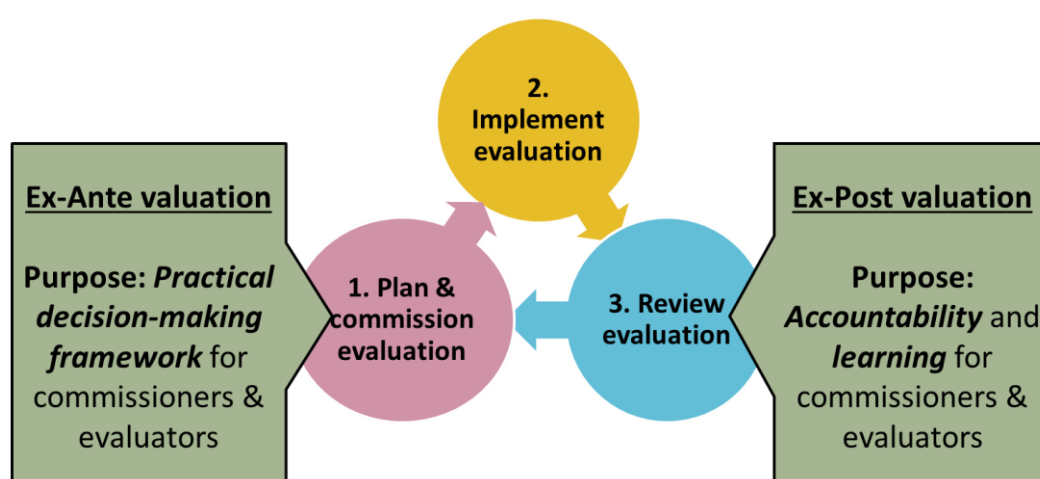 2.
Implement
evaluation
Ex-Ante valuation
Purpose: Practical
decision-making
framework for
commissioners &
evaluators
1. Plan &
commission
evaluation
3. Review
evaluation
Ex-Post valuation
Purpose:
Accountability and
learning for
commissioners &
evaluators